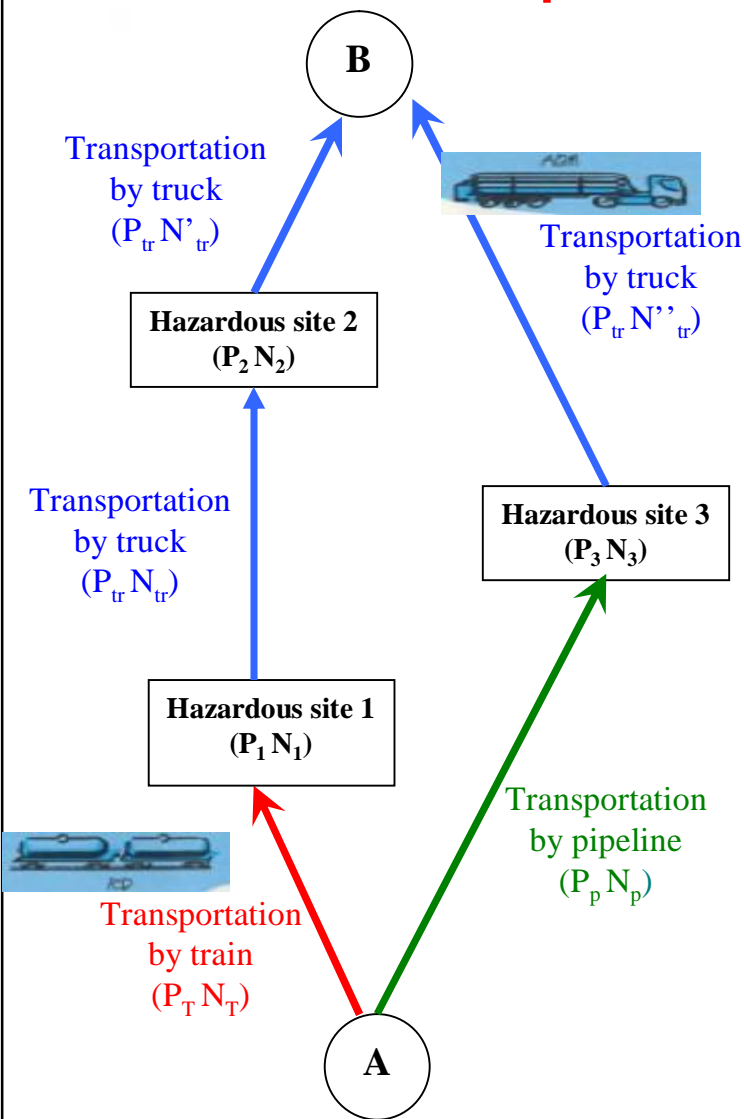 B
Transportation
by truck
(P_tr N’_tr)
ADR
Transportation
by truck
(P_tr N’’_tr)
Hazardous site 2
(P_2 N_2)
Transportation
by truck
(P_tr N_tr)
Hazardous site 3
(P_3 N_3)
Hazardous site 1
(P_1 N_1)
Transportation
by pipeline
(P_p N_p)
RID
Transportation
by train
(P_T N_T)
A